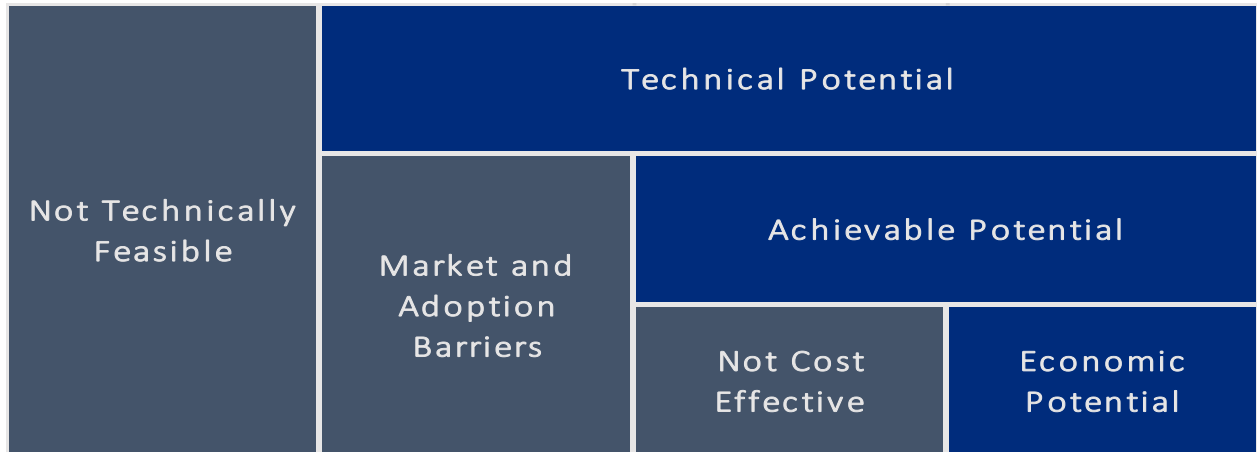 Technical Potential
Not Technically
Feasible
Achievable Potential
Market and
Adoption
Barriers
Not Cost
Effective
Economic
Potential